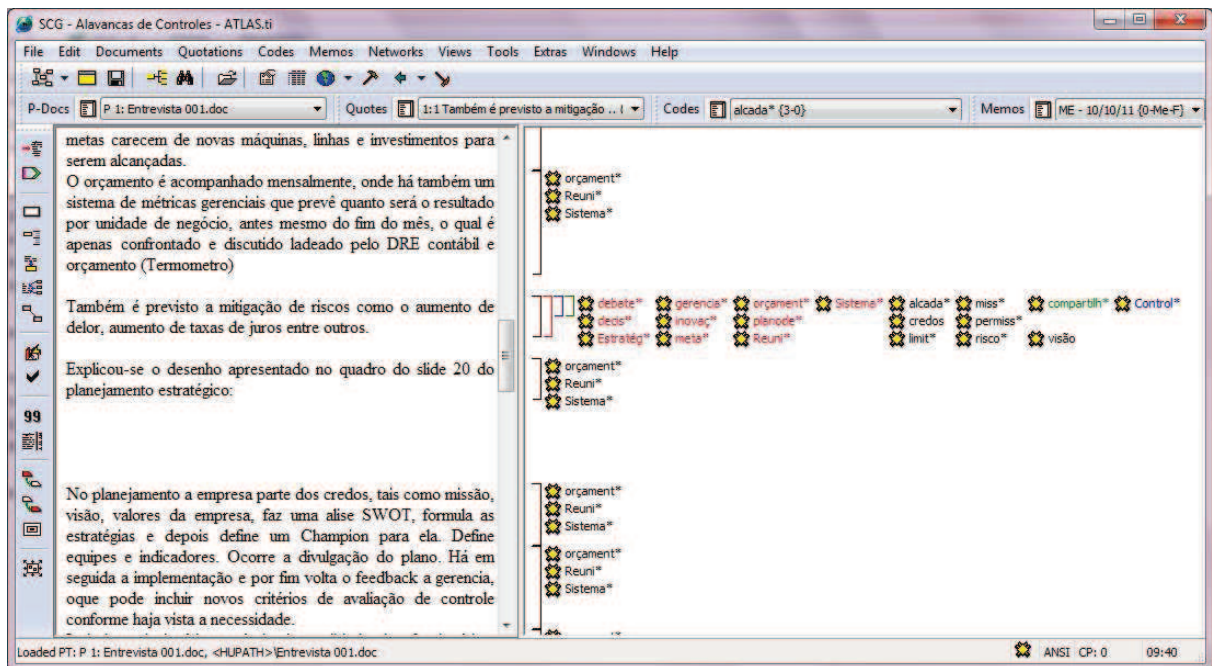 SCG - Alavancas de Controles - ATLAS.ti
File Edit Documents Quotations Codes Memos Networks Views Tools Extras Windows Help
P-Docs P 1: Entrevista 001.doc Quotes 1:1 Também é previsto a mitigação .. ( Codes alcada* {3-0} Memos ME - 10/10/11 {0-Me-F}
metas carecem de novas máquinas, linhas e investimentos para
serem alcançadas.
O orçamento é acompanhado mensalmente, onde há também um
sistema de métricas gerenciais que prevê quanto será o resultado
por unidade de negócio, antes mesmo do fim do mês, o qual é
apenas confrontado e discutido ladeado pelo DRE contábil e
orçamento (Termometro)
Também é previsto a mitigação de riscos como o aumento de
delor, aumento de taxas de juros entre outros.
Explicou-se o desenho apresentado no quadro do slide 20 do
planejamento estratégico:
No planejamento a empresa parte dos credos, tais como missão,
visão, valores da empresa, faz uma alise SWOT, formula as
estratégias e depois define um Champion para ela. Define
equipes e indicadores. Ocorre a divulgação do plano. Há em
seguida a implementação e por fim volta o feedback a gerencia,
oque pode incluir novos critérios de avaliação de controle
conforme haja vista a necessidade.
99
orçament*
Reuni*
Sistema*
debate* gerencia* orçament* Sistema* alcada* miss* compartilh* Control*
decis* inovaç* planode* credos permiss*
Estratég* meta* Reuni* limit* risco* visão
orçament*
Reuni*
Sistema*
orçament*
Reuni*
Sistema*
orçament*
Reuni*
Sistema*
Loaded PT: P 1: Entrevista 001.doc, <HUPATH>\Entrevista 001.doc ANSI CP: 0 09:40